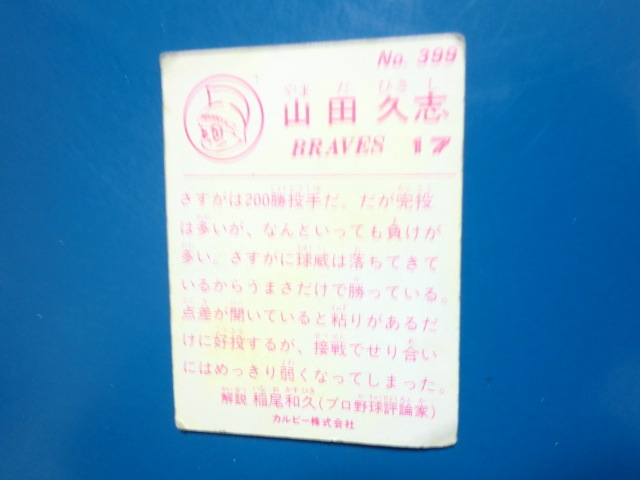 No. 399
山田久志
BRAVES 17
さすがは200勝投手だ。だが完投
は多いが、なんといっても負けが
多い。さすがに球威は落ちてきて
いるからうまさだけで勝っている。
点差が開いていると粘りがあるだ
けに好投するが、接戦でせり合い
にはめっきり弱くなってしまった。
解説 稲尾和久(プロ野球評論家)
カルビー株式会社